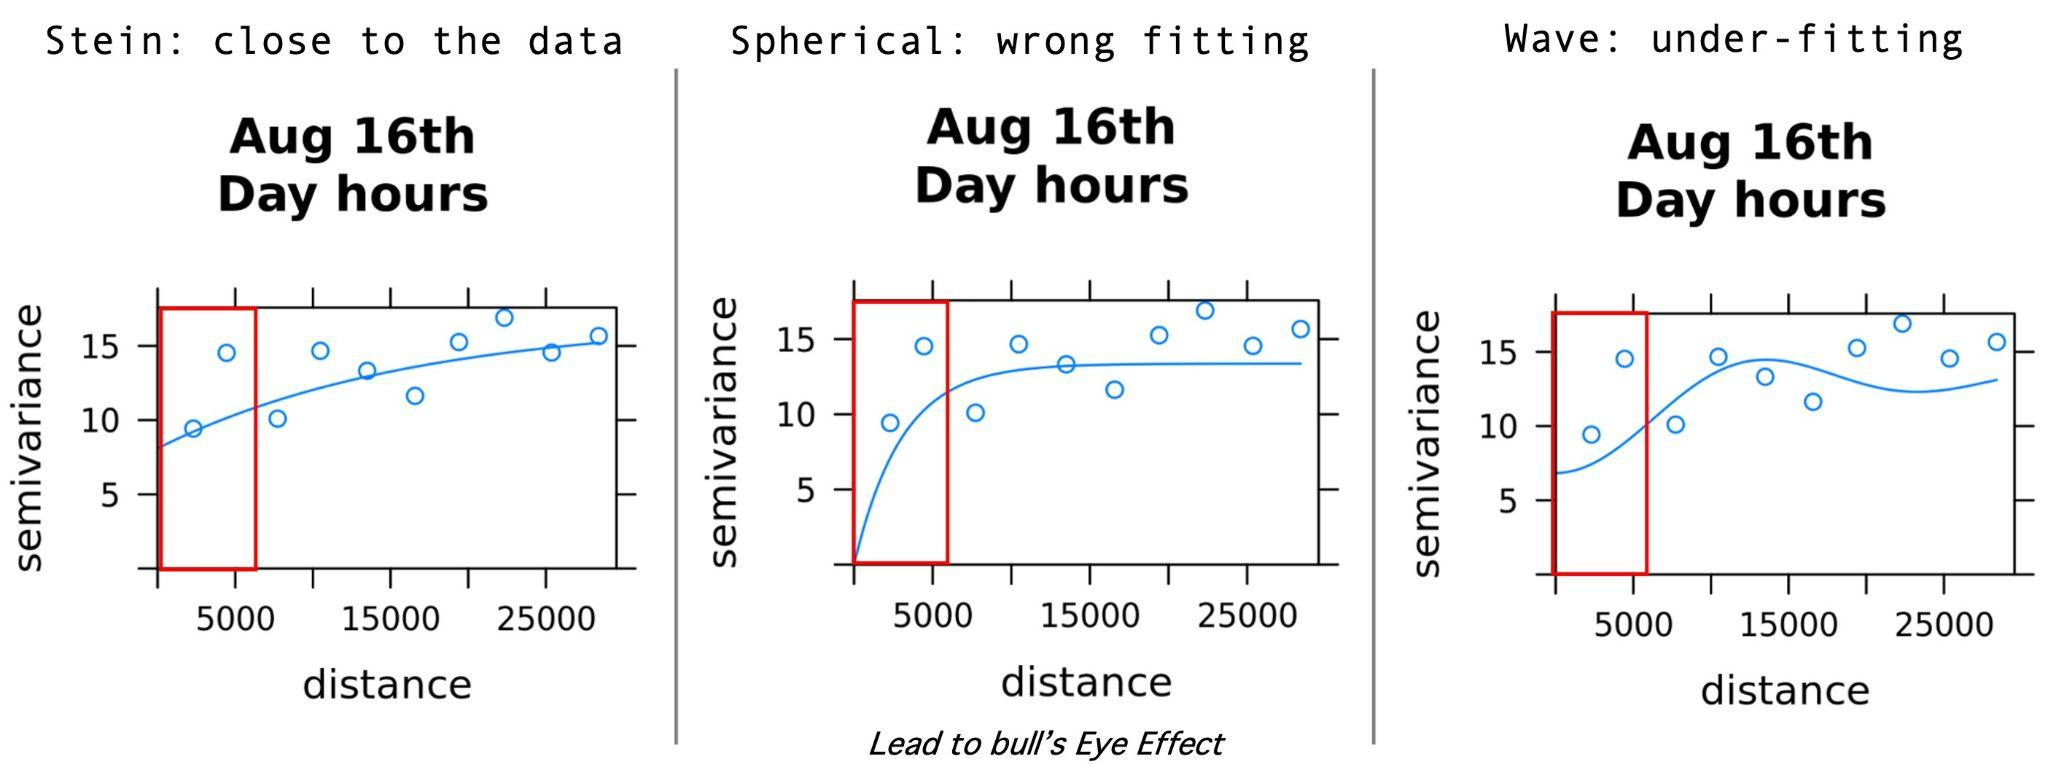 Stein: close to the data
Aug 16th
Day hours
semivariance
15
10
5
5000 15000 25000
distance
Spherical: wrong fitting
Aug 16th
Day hours
semivariance
15
10
5
5000 15000 25000
distance
Lead to bull's Eye Effect
Wave: under-fitting
Aug 16th
Day hours
semivariance
15
10
5
5000 15000 25000
distance